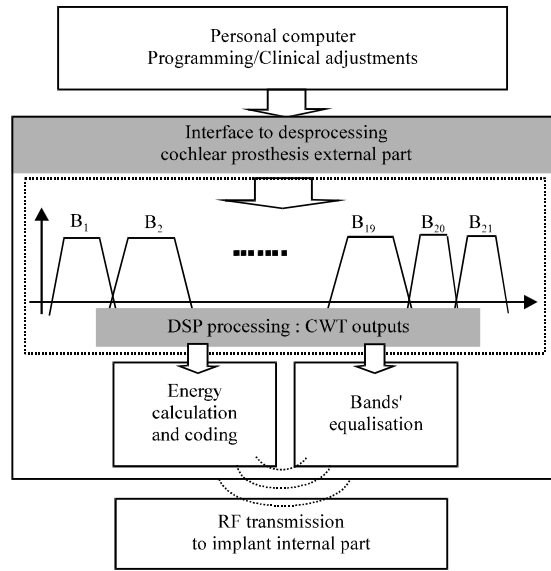 Personal computer
Programming/Clinical adjustments
Interface to desprocessing
cochlear prosthesis external part
B₁ B₂ ........ B₁₉ B₂₀ B₂₁
DSP processing : CWT outputs
Energy
calculation
and coding
Bands'
equalisation
RF transmission
to implant internal part